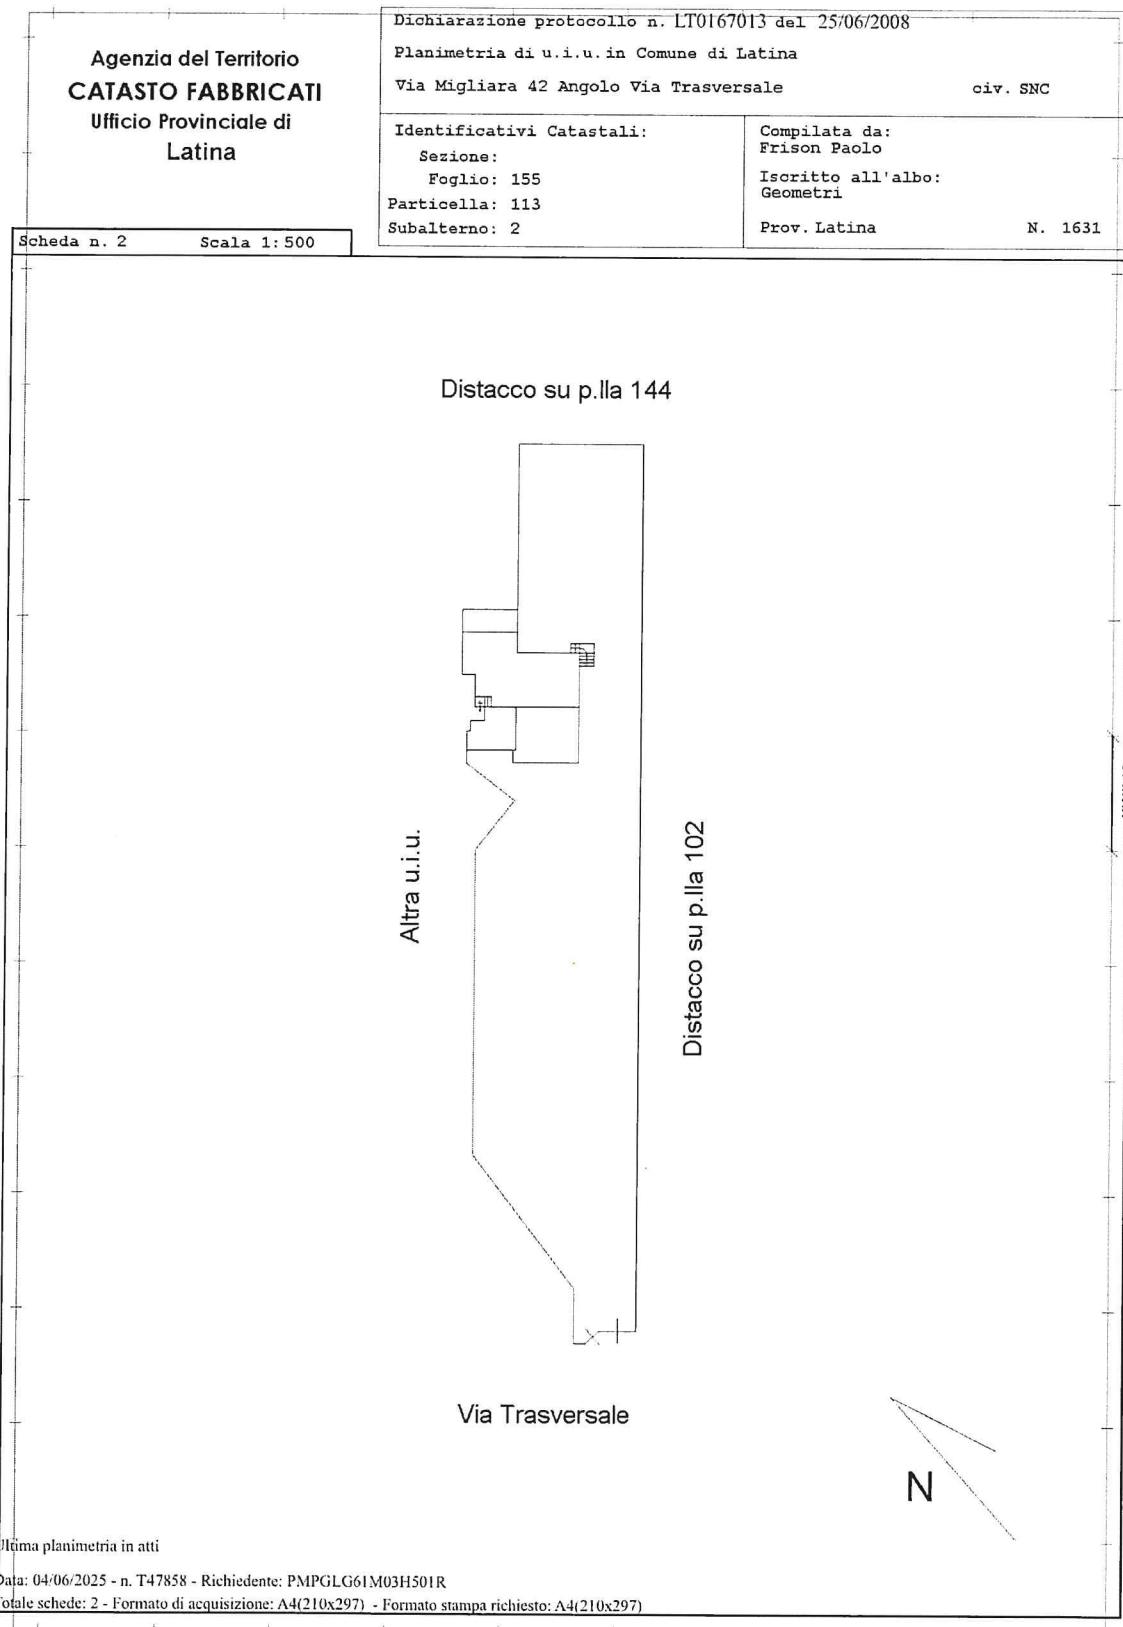 Agenzia del Territorio
CATASTO FABBRICATI
Ufficio Provinciale di
Latina
Dichiarazione protocollo n. LT0167013 del 25/06/2008
Planimetria di u.i.u. in Comune di Latina
Via Migliara 42 Angolo Via Trasversale civ. SNC
Identificativi Catastali:
Sezione:
Foglio: 155
Particella: 113
Subalterno: 2
Compilata da:
Frison Paolo
Iscritto all'albo:
Geometri
Prov. Latina N. 1631
Scheda n. 2 Scala 1:500
Distacco su p.lla 144
Altra u.i.u.
Distacco su p.lla 102
Via Trasversale
N
Ultima planimetria in atti
Data: 04/06/2025 - n. T47858 - Richiedente: PMPGLG61M03H501R
Totale schede: 2 - Formato di acquisizione: A4(210x297) - Formato stampa richiesto: A4(210x297)